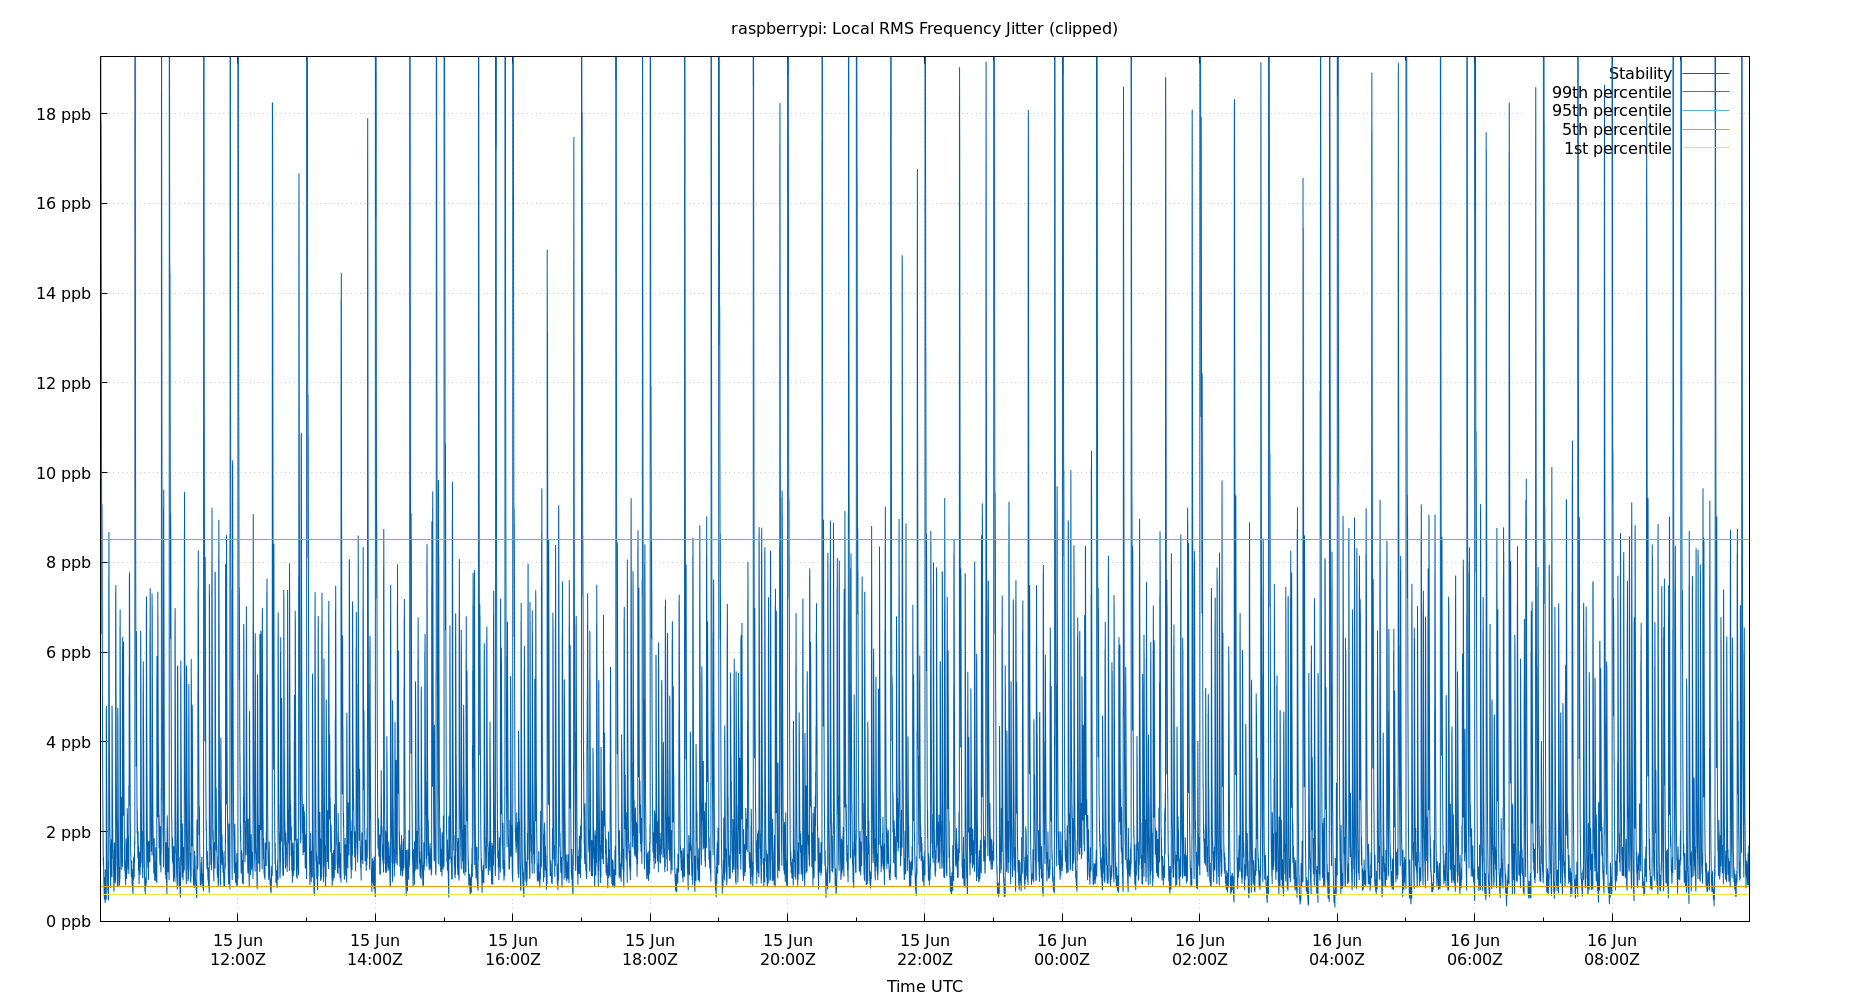 raspberrypi: Local RMS Frequency Jitter (clipped)
Stability
99th percentile
95th percentile
5th percentile
1st percentile
18 ppb
16 ppb
14 ppb
12 ppb
10 ppb
8 ppb
6 ppb
4 ppb
2 ppb
0 ppb
15 Jun 15 Jun 15 Jun 15 Jun 15 Jun 15 Jun 16 Jun 16 Jun 16 Jun 16 Jun 16 Jun
12:00Z 14:00Z 16:00Z 18:00Z 20:00Z 22:00Z 00:00Z 02:00Z 04:00Z 06:00Z 08:00Z
Time UTC